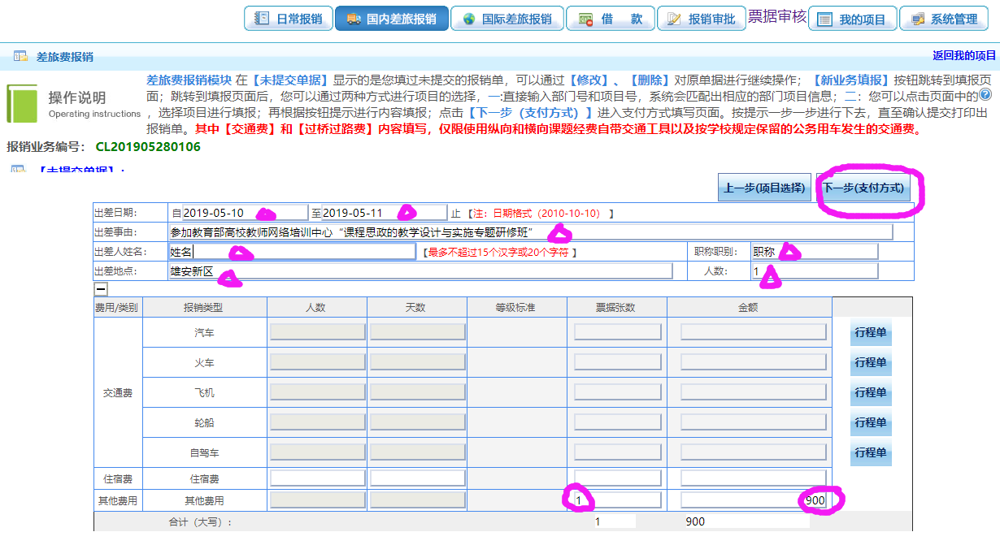 日常报销 国内差旅报销 国际差旅报销 借 款 报销审批 票据审核 我的项目 系统管理
差旅费报销 返回我的项目
操作说明
Operating instructions
差旅费报销模块 在【未提交单据】显示的是您填过未提交的报销单，可以通过【修改】、【删除】对原单据进行继续操作；【新业务填报】按钮跳转到填报页
面；跳转到填报页面后，您可以通过两种方式进行项目的选择，一:直接输入部门号和项目号，系统会匹配出相应的部门项目信息；二：您可以点击页面中的?
，选择项目进行填报；再根据按钮提示进行内容填报；点击【下一步（支付方式）】进入支付方式填写页面。按提示一步一步进行下去，直至确认提交打印出
报销单。其中【交通费】和【过桥过路费】内容填写，仅限使用纵向和横向课题经费自带交通工具以及按学校规定保留的公务用车发生的交通费。
报销业务编号： CL201905280106
【未提交单据】：
上一步(项目选择) 下一步(支付方式)
出差日期： 自2019-05-10 至2019-05-11 止【注：日期格式（2010-10-10） 】
出差事由： 参加教育部高校教师网络培训中心“课程思政的教学设计与实施专题研修班”
出差人姓名： 姓名 【最多不超过15个汉字或20个字符 】 职称职别： 职称
出差地点： 雄安新区 人数： 1
费用/类别 报销类型 人数 天数 等级标准 票据张数 金额
汽车 行程单
火车 行程单
交通费 飞机 行程单
轮船 行程单
自驾车 行程单
住宿费 住宿费
其他费用 其他费用 1 900
合计（大写）： 1 900